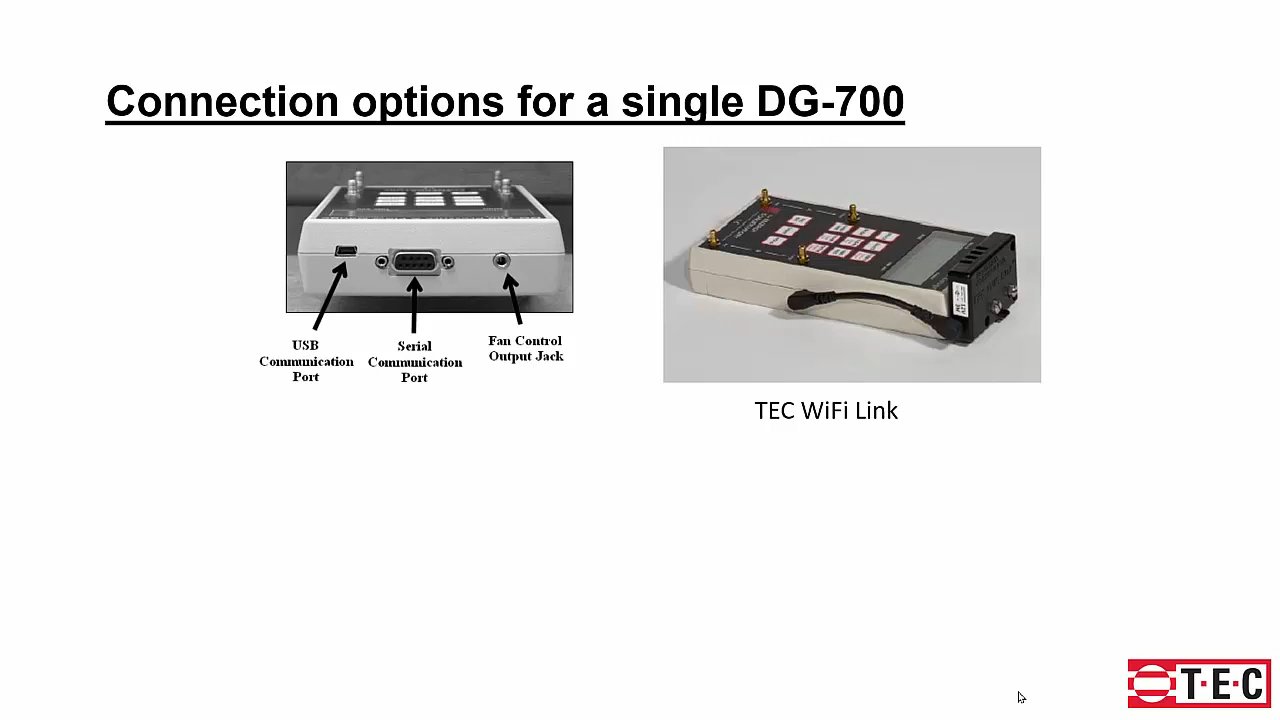 Connection options for a single DG-700
USB
Communication
Port
Serial
Communication
Port
Fan Control
Output Jack
TEC WiFi Link
T·E·C